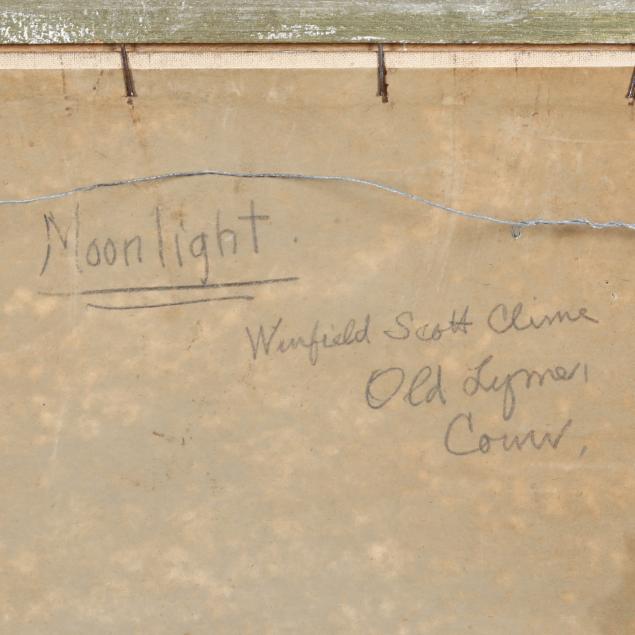 Moonlight.
Winfield Scott Clime
Old Lyme,
Conn,